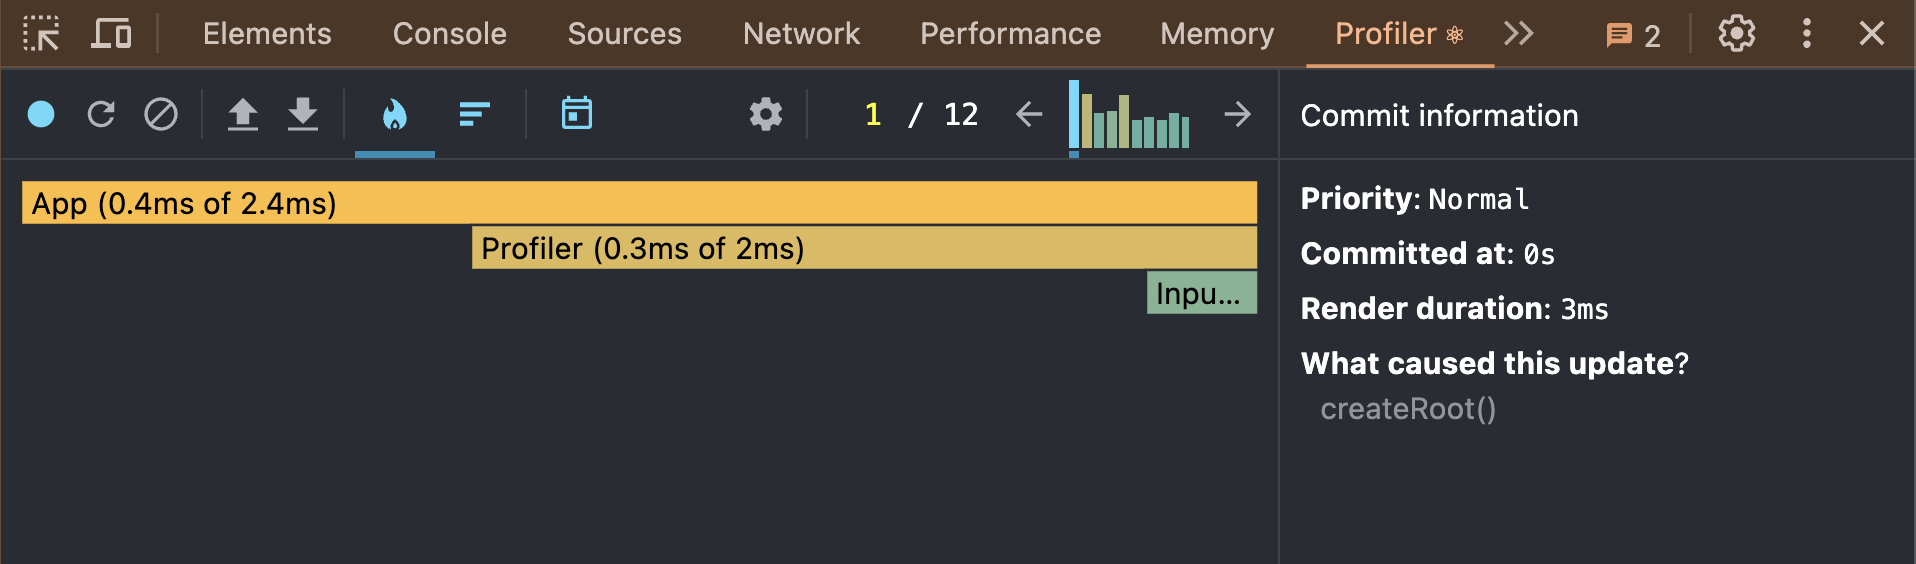 Elements Console Sources Network Performance Memory Profiler 2
1 / 12
Commit information
App (0.4ms of 2.4ms)
Profiler (0.3ms of 2ms)
Inpu...
Priority: Normal
Committed at: 0s
Render duration: 3ms
What caused this update?
createRoot()